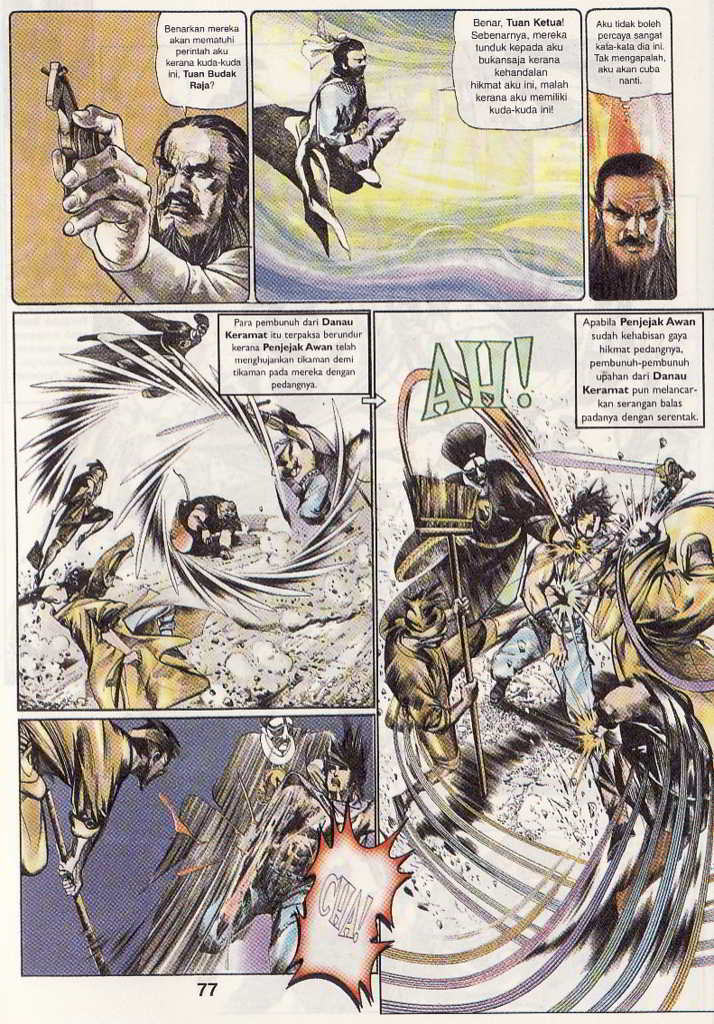 Benarkan mereka
akan mematuhi
perintah aku
kerana kuda-kuda
ini, Tuan Budak
Raja?
Benar, Tuan Ketua!
Sebenarnya, mereka
tunduk kepada aku
bukansaja kerana
kehandalan
hikmat aku ini, malah
kerana aku memiliki
kuda-kuda ini!
Aku tidak boleh
percaya sangat
kata-kata dia ini.
Tak mengapalah,
aku akan cuba
nanti.
Para pembunuh dari Danau
Keramat itu terpaksa berundur
kerana Penjejak Awan telah
menghujankan tikaman demi
tikaman pada mereka dengan
pedangnya.
Apabila Penjejak Awan
sudah kehabisan gaya
hikmat pedangnya,
pembunuh-pembunuh
upahan dari Danau
Keramat pun melancar-
kan serangan balas
padanya dengan serentak.
AH!
CHA!
77